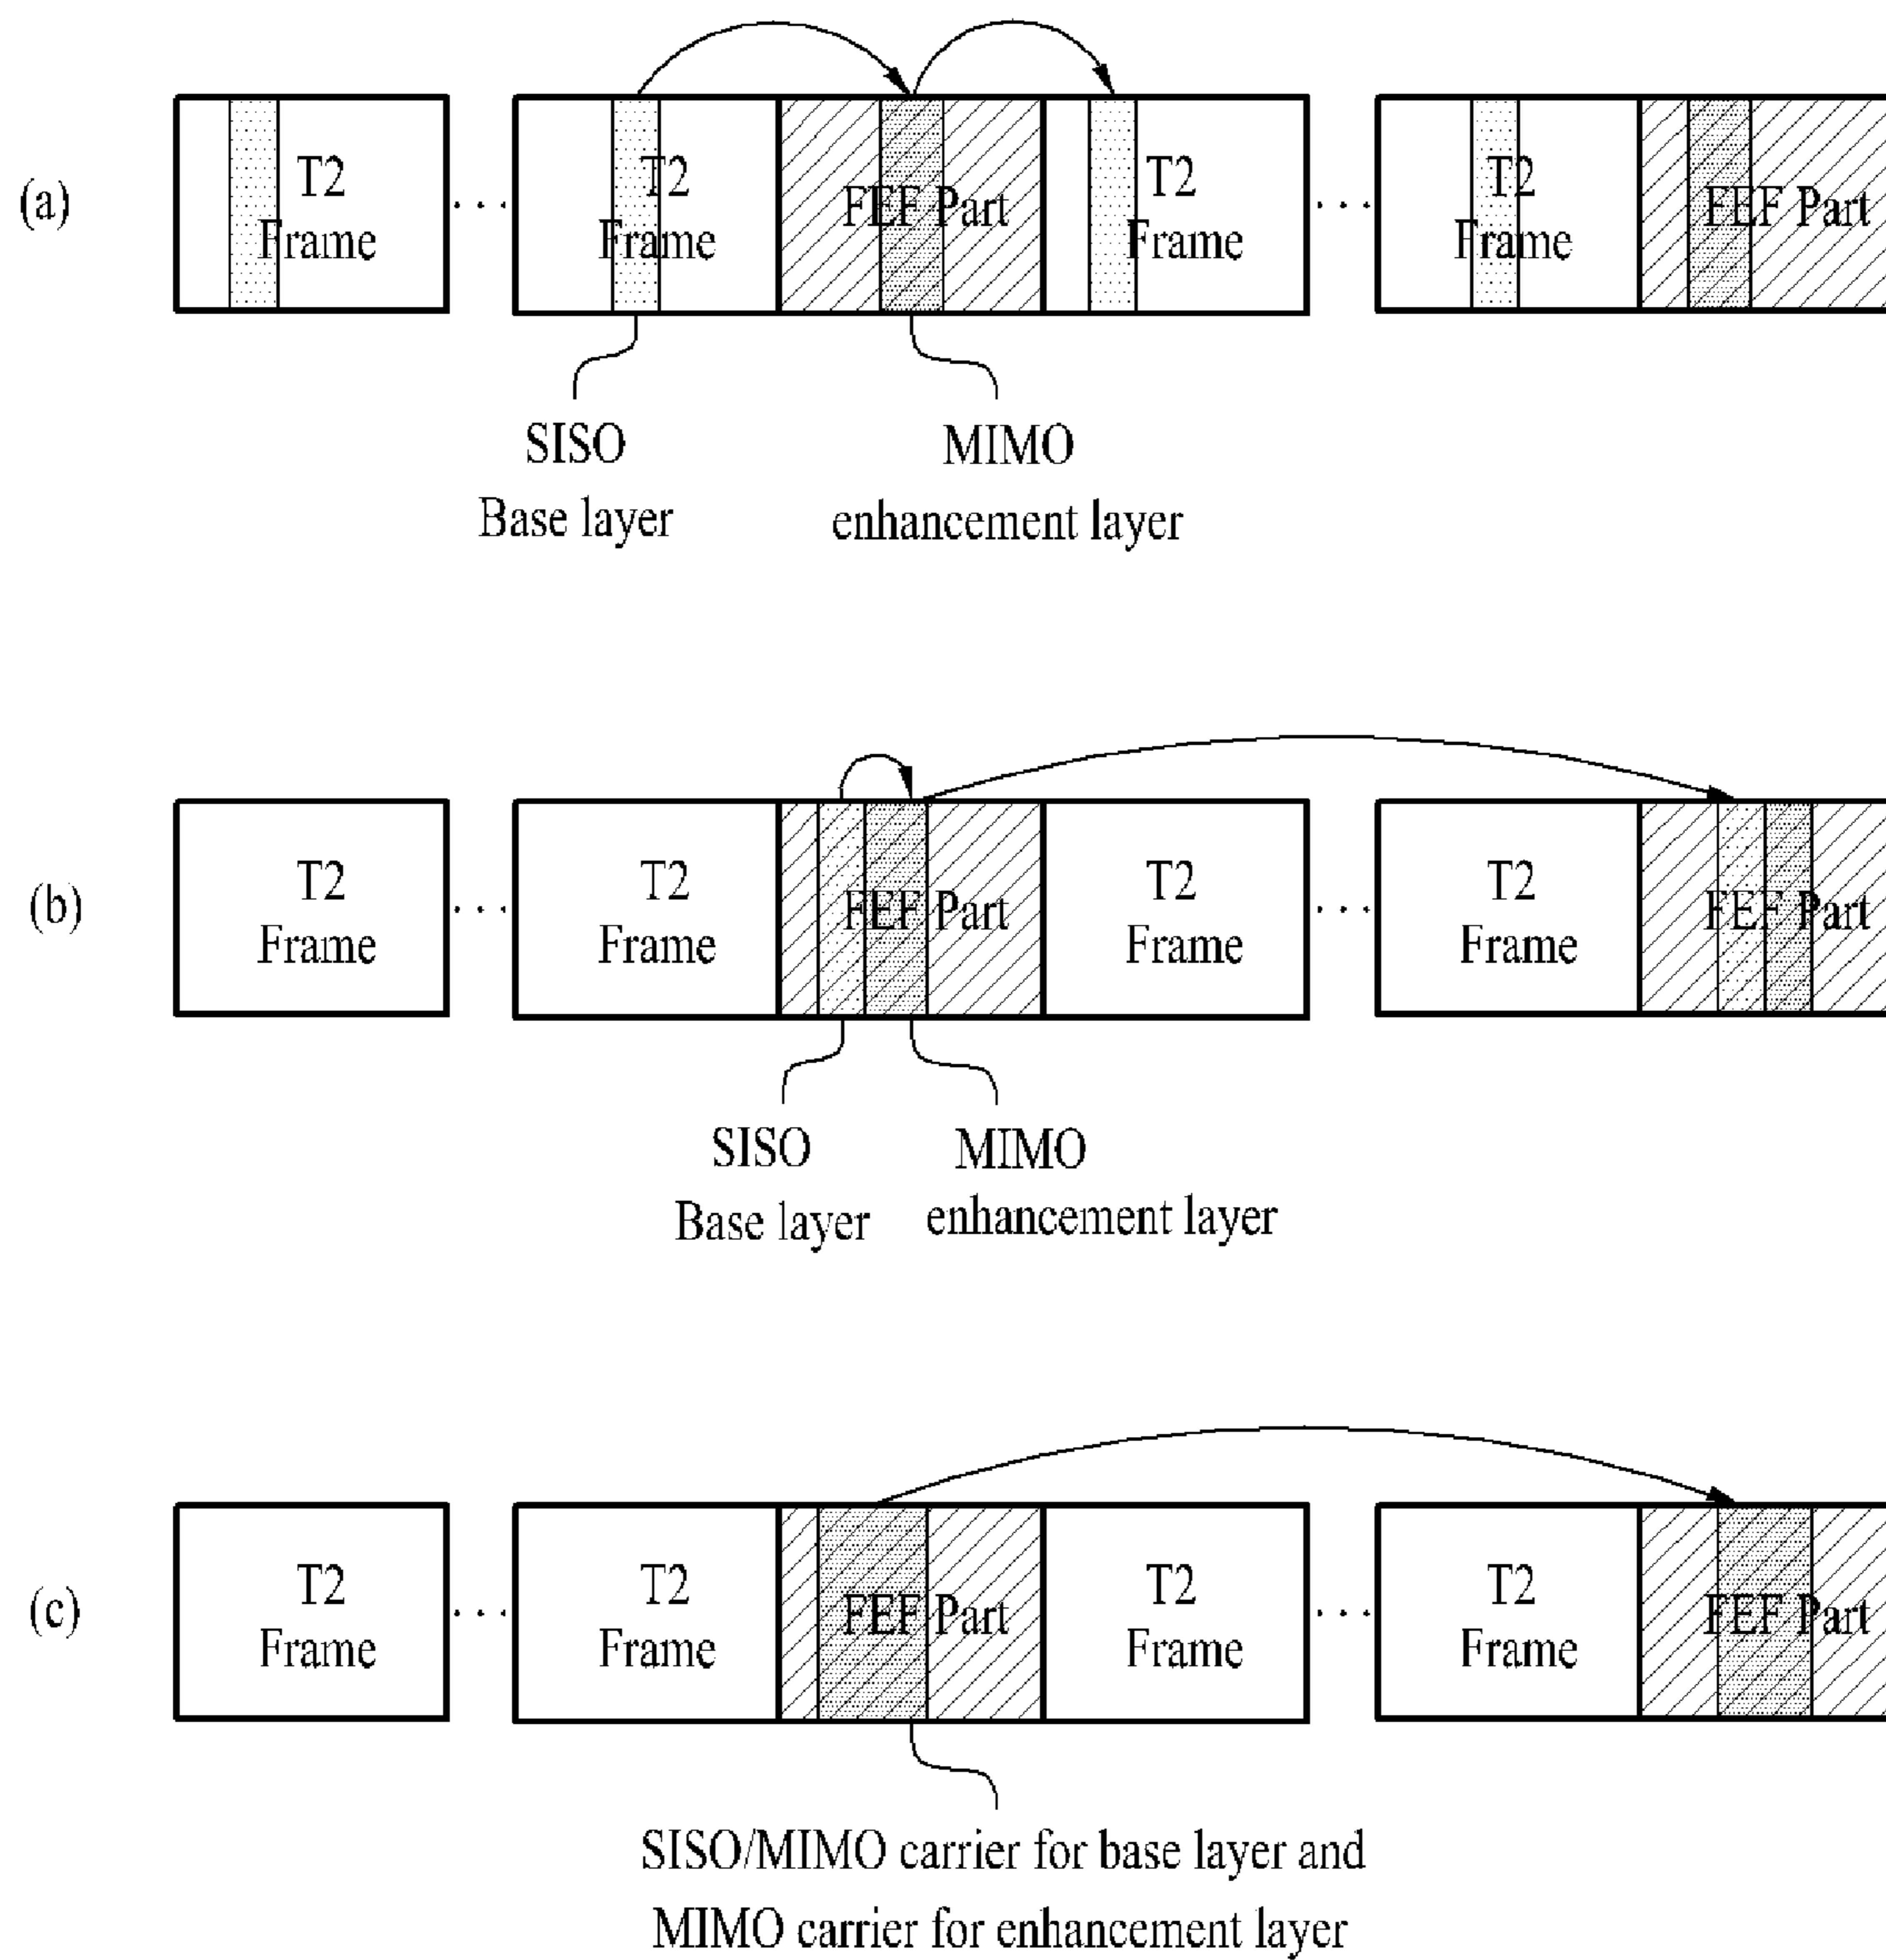 (a)
T2
Frame
. . .
T2
Frame
FEF Part
T2
Frame
. . .
T2
Frame
FEF Part
SISO
Base layer
MIMO
enhancement layer
(b)
T2
Frame
. . .
T2
Frame
FEF Part
T2
Frame
. . .
T2
Frame
FEF Part
SISO
Base layer
MIMO
enhancement layer
(c)
T2
Frame
. . .
T2
Frame
FEF Part
T2
Frame
. . .
T2
Frame
FEF Part
SISO/MIMO carrier for base layer and
MIMO carrier for enhancement layer